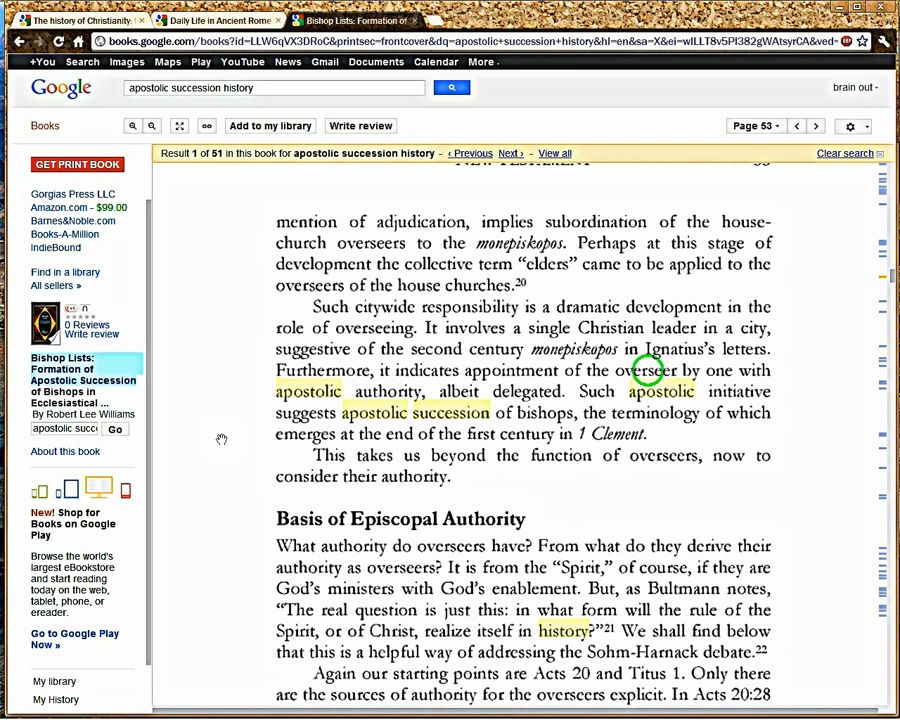 The history of Christianity:
Daily Life in Ancient Rome
Bishop Lists: Formation of
books.google.com/books?id=LLW6qVX3DRoC&printsec=frontcover&dq=apostolic+succession+history&hl=en&sa=X&ei=wILLT8v5PI382gWAtsyrCA&ved=
+You Search Images Maps Play YouTube News Gmail Documents Calendar More
Google
apostolic succession history
brain out
Books
Add to my library
Write review
Page 53
Result 1 of 51 in this book for apostolic succession history - ‹ Previous Next › - View all
Clear search
GET PRINT BOOK
Gorgias Press LLC
Amazon.com - $99.00
Barnes&Noble.com
Books-A-Million
IndieBound
Find in a library
All sellers »
0
0 Reviews
Write review
Bishop Lists:
Formation of
Apostolic Succession
of Bishops in
Ecclesiastical ...
By Robert Lee Williams
apostolic succ
Go
About this book
New! Shop for
Books on Google
Play
Browse the world's
largest eBookstore
and start reading
today on the web,
tablet, phone, or
ereader.
Go to Google Play
Now »
My library
My History
NEW TESTAMENT 53
mention of adjudication, implies subordination of the house-
church overseers to the monepiskopos. Perhaps at this stage of
development the collective term “elders” came to be applied to the
overseers of the house churches.20
Such citywide responsibility is a dramatic development in the
role of overseeing. It involves a single Christian leader in a city,
suggestive of the second century monepiskopos in Ignatius’s letters.
Furthermore, it indicates appointment of the overseer by one with
apostolic authority, albeit delegated. Such apostolic initiative
suggests apostolic succession of bishops, the terminology of which
emerges at the end of the first century in 1 Clement.
This takes us beyond the function of overseers, now to
consider their authority.
Basis of Episcopal Authority
What authority do overseers have? From what do they derive their
authority as overseers? It is from the “Spirit,” of course, if they are
God’s ministers with God’s enablement. But, as Bultmann notes,
“The real question is just this: in what form will the rule of the
Spirit, or of Christ, realize itself in history?”21 We shall find below
that this is a helpful way of addressing the Sohm-Harnack debate.22
Again our starting points are Acts 20 and Titus 1. Only there
are the sources of authority for the overseers explicit. In Acts 20:28